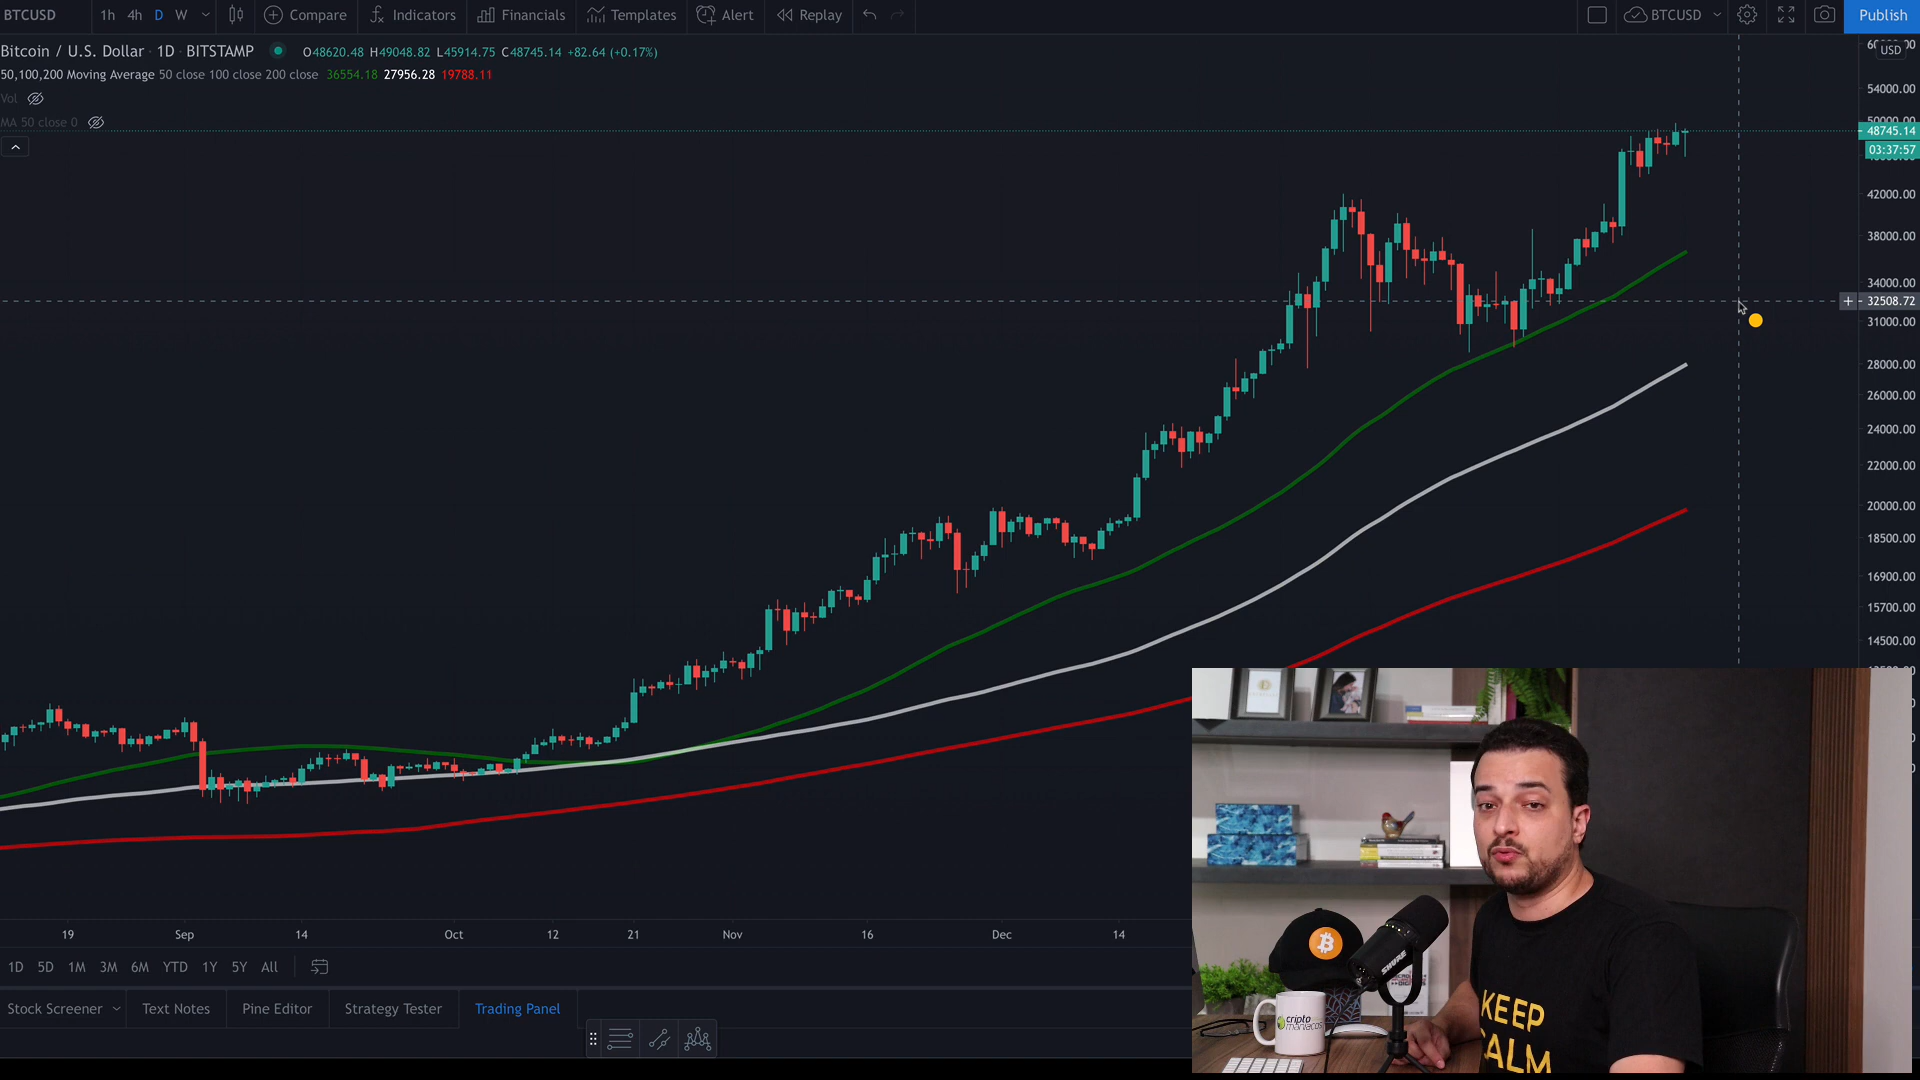 BTCUSD 1h 4h D W Compare Indicators Financials Templates Alert Replay BTCUSD Publish
Bitcoin / U.S. Dollar · 1D · BITSTAMP O48620.48 H49048.82 L45914.75 C48745.14 +82.64 (+0.17%)
50,100,200 Moving Average 50 close 100 close 200 close 36554.18 27956.28 19788.11
Vol
MA 50 close 0
USD
54000.00
48745.14
03:37:57
42000.00
38000.00
34000.00
32508.72
31000.00
28000.00
26000.00
24000.00
22000.00
20000.00
18500.00
16900.00
15700.00
14500.00
19 Sep 14 Oct 12 21 Nov 16 Dec 14
1D 5D 1M 3M 6M YTD 1Y 5Y All
Stock Screener Text Notes Pine Editor Strategy Tester Trading Panel
SHURE
cripto
maniacos
KEEP
CALM